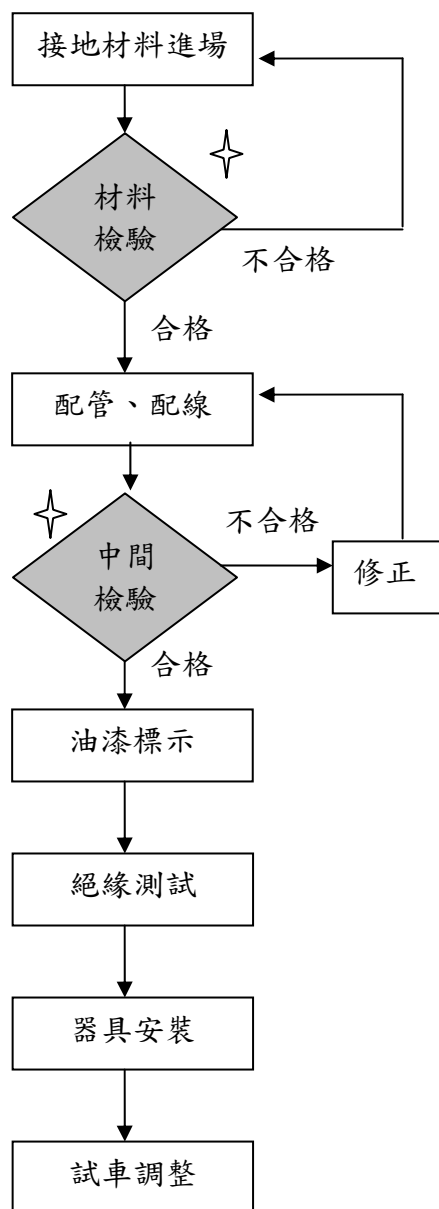 接地材料進場
材料
檢驗
不合格
合格
配管、配線
不合格
中間
檢驗
修正
合格
油漆標示
絕緣測試
器具安裝
試車調整